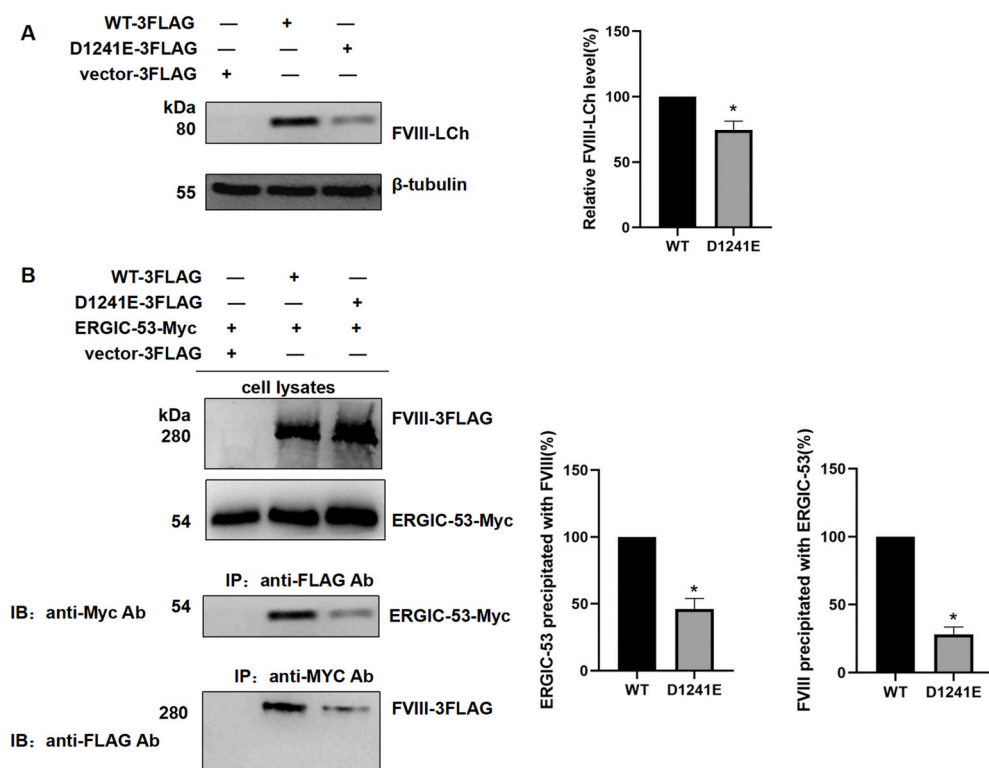 A
WT-3FLAG — + —
D1241E-3FLAG — — +
vector-3FLAG + — —
kDa
80
FVIII-LCh
55
β-tubulin
Relative FVIII-LCh level(%)
150
100
50
0
*
WT D1241E
B
WT-3FLAG — + —
D1241E-3FLAG — — +
ERGIC-53-Myc + + +
vector-3FLAG + — —
cell lysates
kDa
280
FVIII-3FLAG
54
ERGIC-53-Myc
IP：anti-FLAG Ab
IB：anti-Myc Ab
54
ERGIC-53-Myc
IP：anti-MYC Ab
280
FVIII-3FLAG
IB：anti-FLAG Ab
ERGIC-53 precipitated with FVIII(%)
150
100
50
0
*
WT D1241E
FVIII precipitated with ERGIC-53(%)
150
100
50
0
*
WT D1241E